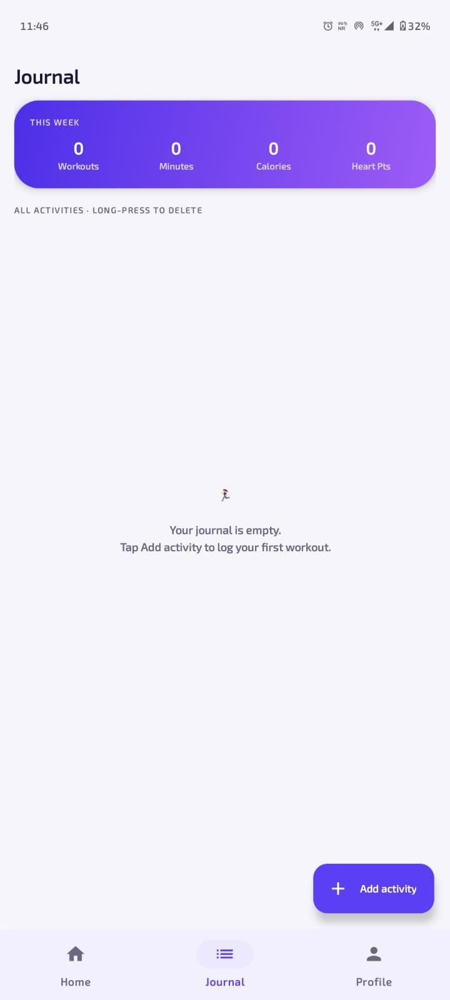 11:46
Vo NR
5G+
32%
Journal
THIS WEEK
0 0 0 0
Workouts Minutes Calories Heart Pts
ALL ACTIVITIES · LONG-PRESS TO DELETE
Your journal is empty.
Tap Add activity to log your first workout.
Add activity
Home Journal Profile